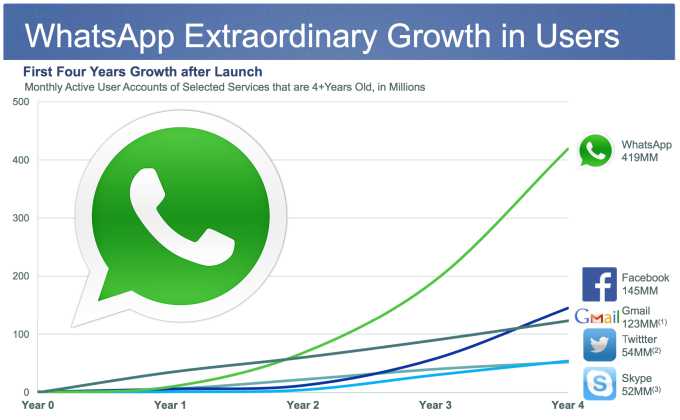 WhatsApp Extraordinary Growth in Users
First Four Years Growth after Launch
Monthly Active User Accounts of Selected Services that are 4+Years Old, in Millions
500
400
300
200
100
0
Year 0
Year 1
Year 2
Year 3
Year 4
WhatsApp
419MM
Facebook
145MM
Gmail
Gmail
123MM(1)
Twittter
54MM(2)
Skype
52MM(3)